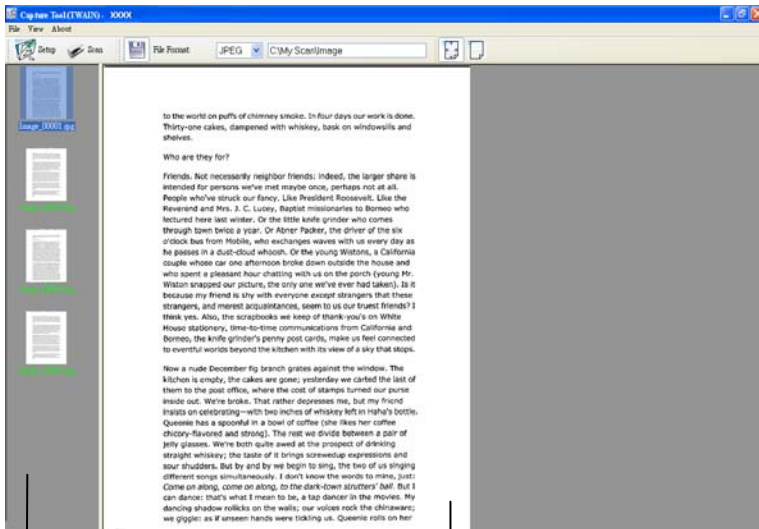 Capture Tool(TWAIN)- XXXX
File View About
Setup Scan File Format: JPEG C:\My Scan\Image
Image_00001.jpg
to the world on puffs of chimney smoke. In four days our work is done.
Thirty-one cakes, dampened with whiskey, bask on windowsills and
shelves.
Who are they for?
Friends. Not necessarily neighbor friends: indeed, the larger share is
intended for persons we've met maybe once, perhaps not at all.
People who've struck our fancy. Like President Roosevelt. Like the
Reverend and Mrs. J. C. Lucey, Baptist missionaries to Borneo who
lectured here last winter. Or the little knife grinder who comes
through town twice a year. Or Abner Packer, the driver of the six
o'clock bus from Mobile, who exchanges waves with us every day as
he passes in a dust-cloud whoosh. Or the young Wistons, a California
couple whose car one afternoon broke down outside the house and
who spent a pleasant hour chatting with us on the porch (young Mr.
Wiston snapped our picture, the only one we've ever had taken). Is it
because my friend is shy with everyone except strangers that these
strangers, and merest acquaintances, seem to us our truest friends? I
think yes. Also, the scrapbooks we keep of thank-you's on White
House stationery, time-to-time communications from California and
Borneo, the knife grinder's penny post cards, make us feel connected
to eventful worlds beyond the kitchen with its view of a sky that stops.
Now a nude December fig branch grates against the window. The
kitchen is empty, the cakes are gone; yesterday we carted the last of
them to the post office, where the cost of stamps turned our purse
inside out. We're broke. That rather depresses me, but my friend
insists on celebrating—with two inches of whiskey left in Haha's bottle.
Queenie has a spoonful in a bowl of coffee (she likes her coffee
chicory-flavored and strong). The rest we divide between a pair of
jelly glasses. We're both quite awed at the prospect of drinking
straight whiskey; the taste of it brings screwedup expressions and
sour shudders. But by and by we begin to sing, the two of us singing
different songs simultaneously. I don't know the words to mine, just:
Come on along, come on along, to the dark-town strutters' ball. But I
can dance: that's what I mean to be, a tap dancer in the movies. My
dancing shadow rollicks on the walls; our voices rock the chinaware;
we giggle: as if unseen hands were tickling us. Queenie rolls on her